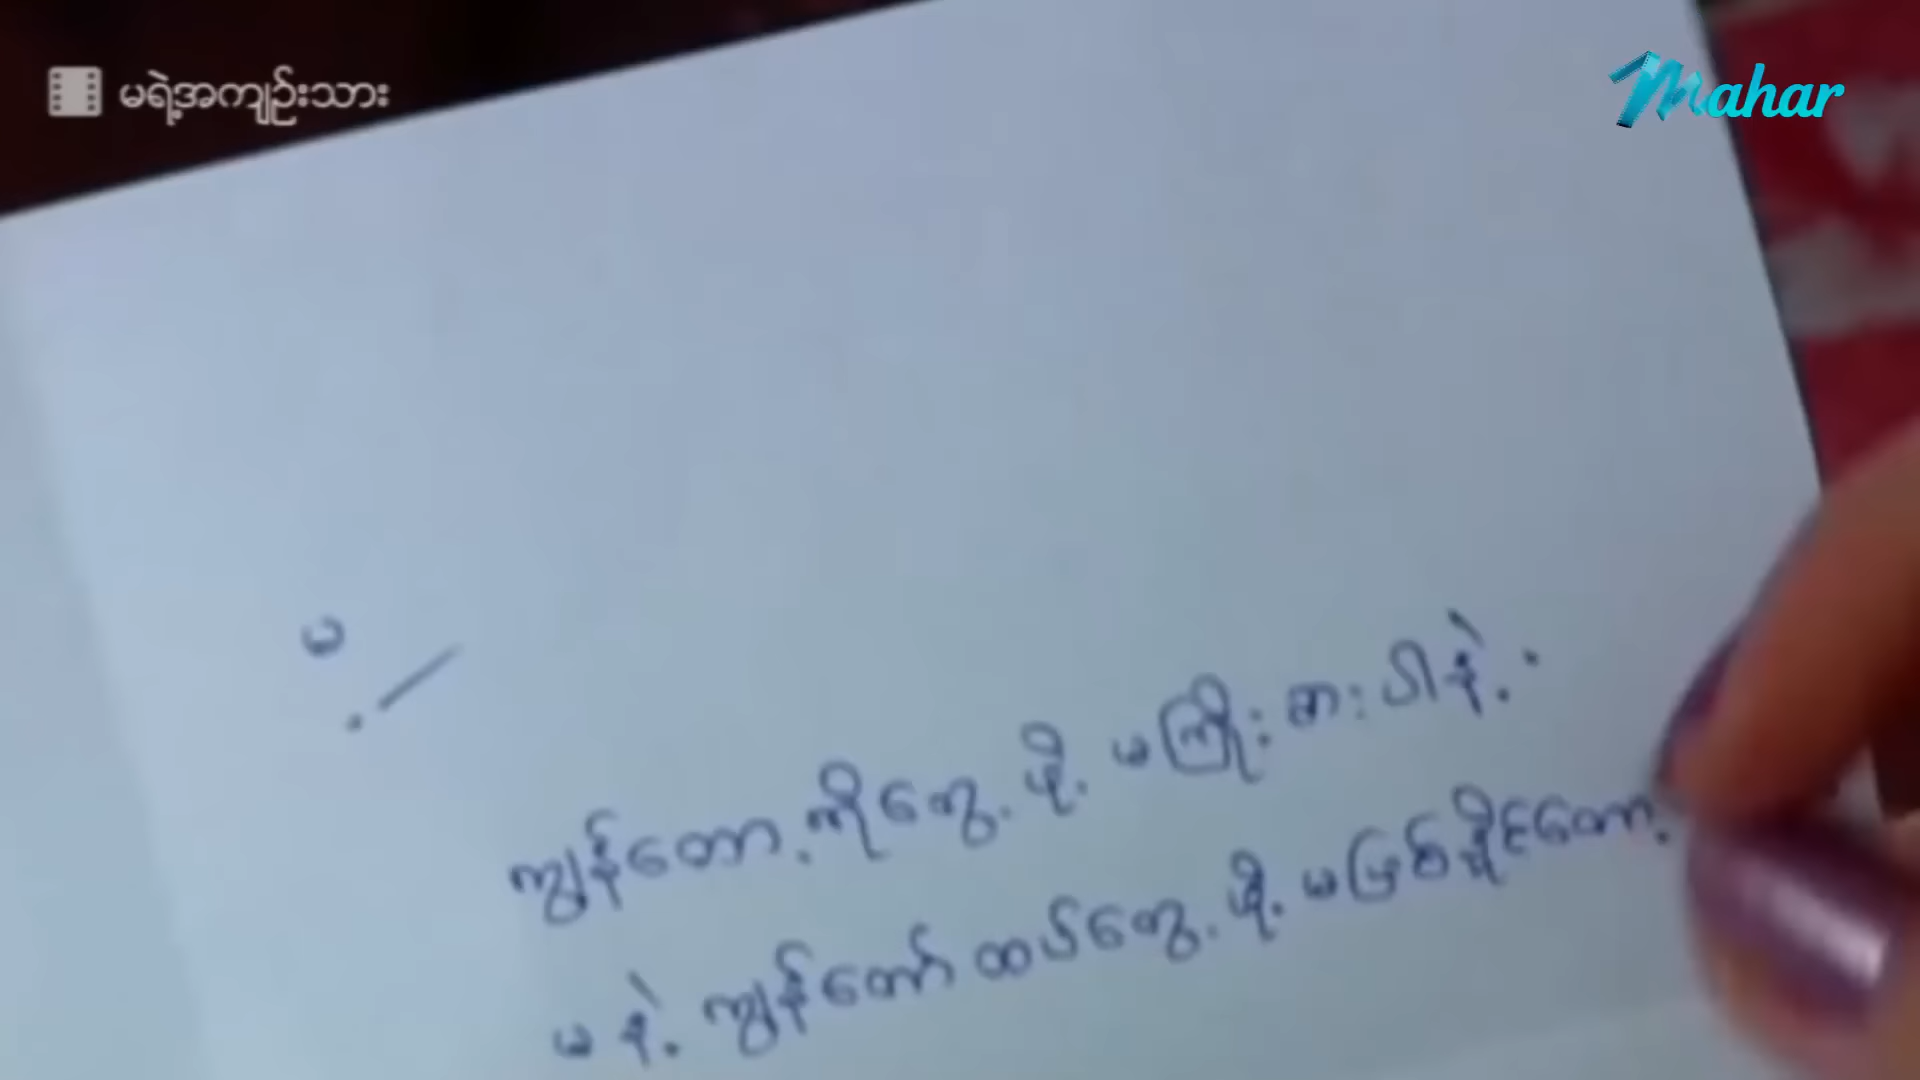 မရဲ့အကျဉ်းသား
Mahar
မ
ကျွန်တော့်ကိုတွေ့ဖို့ မကြိုးစားပါနဲ့.
မနဲ့ ကျွန်တော် ထပ်တွေ့ဖို့ မဖြစ်နိုင်တော့